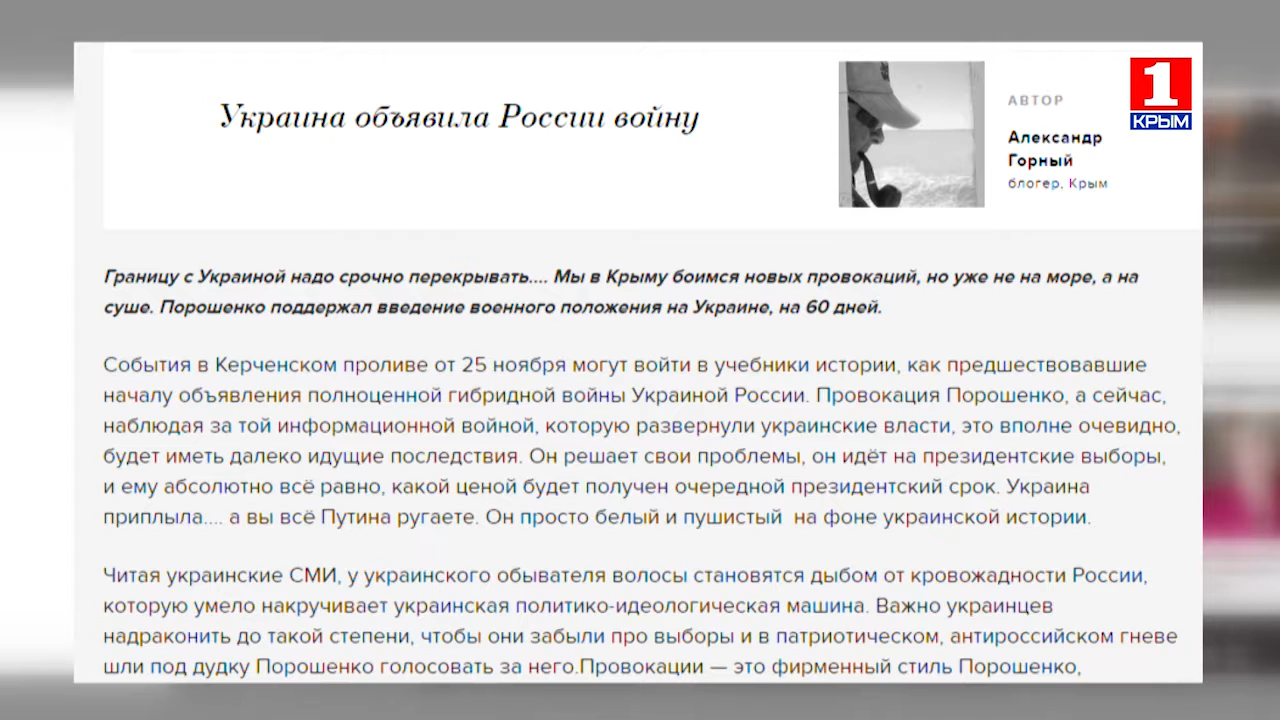 Украина объявила России войну
АВТОР
Александр
Горный
блогер, Крым
1
КРЫМ
Границу с Украиной надо срочно перекрывать.... Мы в Крыму боимся новых провокаций, но уже не на море, а на
суше. Порошенко поддержал введение военного положения на Украине, на 60 дней.
События в Керченском проливе от 25 ноября могут войти в учебники истории, как предшествовавшие
началу объявления полноценной гибридной войны Украиной России. Провокация Порошенко, а сейчас,
наблюдая за той информационной войной, которую развернули украинские власти, это вполне очевидно,
будет иметь далеко идущие последствия. Он решает свои проблемы, он идёт на президентские выборы,
и ему абсолютно всё равно, какой ценой будет получен очередной президентский срок. Украина
приплыла.... а вы всё Путина ругаете. Он просто белый и пушистый  на фоне украинской истории.
Читая украинские СМИ, у украинского обывателя волосы становятся дыбом от кровожадности России,
которую умело накручивает украинская политико-идеологическая машина. Важно украинцев
надраконить до такой степени, чтобы они забыли про выборы и в патриотическом, антироссийском гневе
шли под дудку Порошенко голосовать за него.Провокации — это фирменный стиль Порошенко,